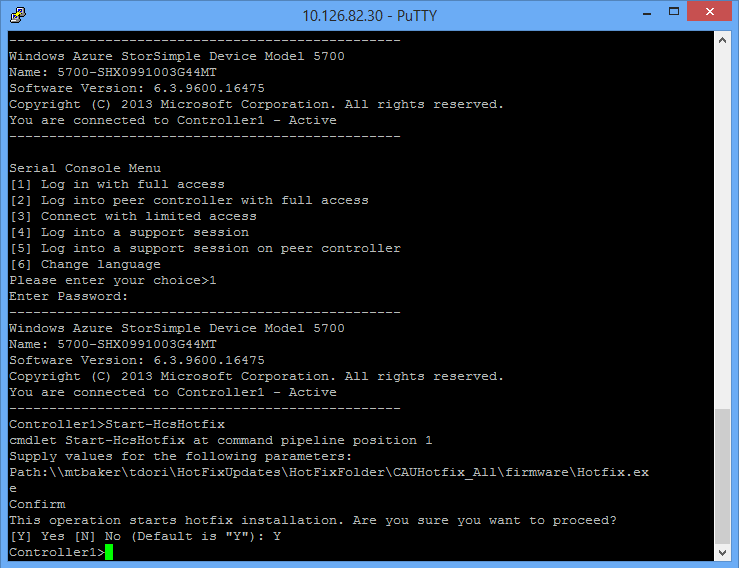 10.126.82.30 - PuTTY
--------------------------------------------------
Windows Azure StorSimple Device Model 5700
Name: 5700-SHX0991003G44MT
Software Version: 6.3.9600.16475
Copyright (C) 2013 Microsoft Corporation. All rights reserved.
You are connected to Controller1 - Active
--------------------------------------------------
Serial Console Menu
[1] Log in with full access
[2] Log into peer controller with full access
[3] Connect with limited access
[4] Log into a support session
[5] Log into a support session on peer controller
[6] Change language
Please enter your choice>1
Enter Password:
--------------------------------------------------
Windows Azure StorSimple Device Model 5700
Name: 5700-SHX0991003G44MT
Software Version: 6.3.9600.16475
Copyright (C) 2013 Microsoft Corporation. All rights reserved.
You are connected to Controller1 - Active
--------------------------------------------------
Controller1>Start-HcsHotfix
cmdlet Start-HcsHotfix at command pipeline position 1
Supply values for the following parameters:
Path:\\mtbaker\tdori\HotFixUpdates\HotFixFolder\CAUHotfix_All\firmware\Hotfix.ex
e
Confirm
This operation starts hotfix installation. Are you sure you want to proceed?
[Y] Yes [N] No (Default is "Y"): Y
Controller1>